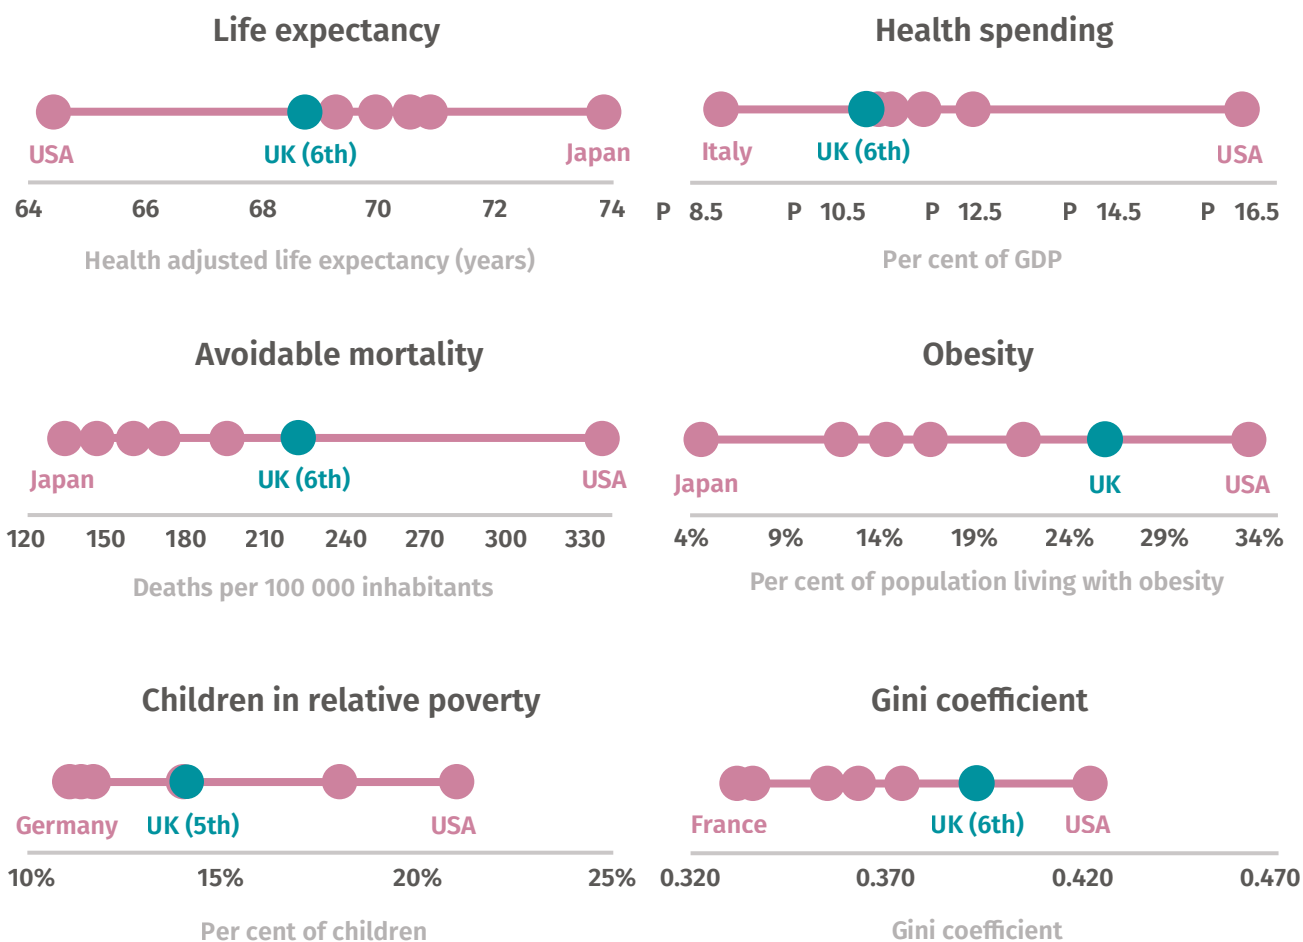 Life expectancy
USA UK (6th) Japan
64 66 68 70 72 74
Health adjusted life expectancy (years)
Health spending
Italy UK (6th) USA
P 8.5 P 10.5 P 12.5 P 14.5 P 16.5
Per cent of GDP
Avoidable mortality
Japan UK (6th) USA
120 150 180 210 240 270 300 330
Deaths per 100 000 inhabitants
Obesity
Japan UK USA
4% 9% 14% 19% 24% 29% 34%
Per cent of population living with obesity
Children in relative poverty
Germany UK (5th) USA
10% 15% 20% 25%
Per cent of children
Gini coefficient
France UK (6th) USA
0.320 0.370 0.420 0.470
Gini coefficient